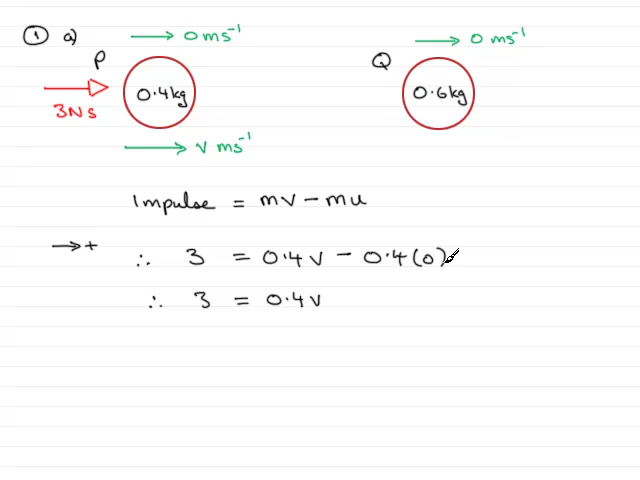 ① a) → 0 ms⁻¹ → 0 ms⁻¹
P Q
0.4kg 0.6kg
3Ns
→ v ms⁻¹
Impulse = mv - mu
→+ ∴ 3 = 0.4v - 0.4(0)
∴ 3 = 0.4v